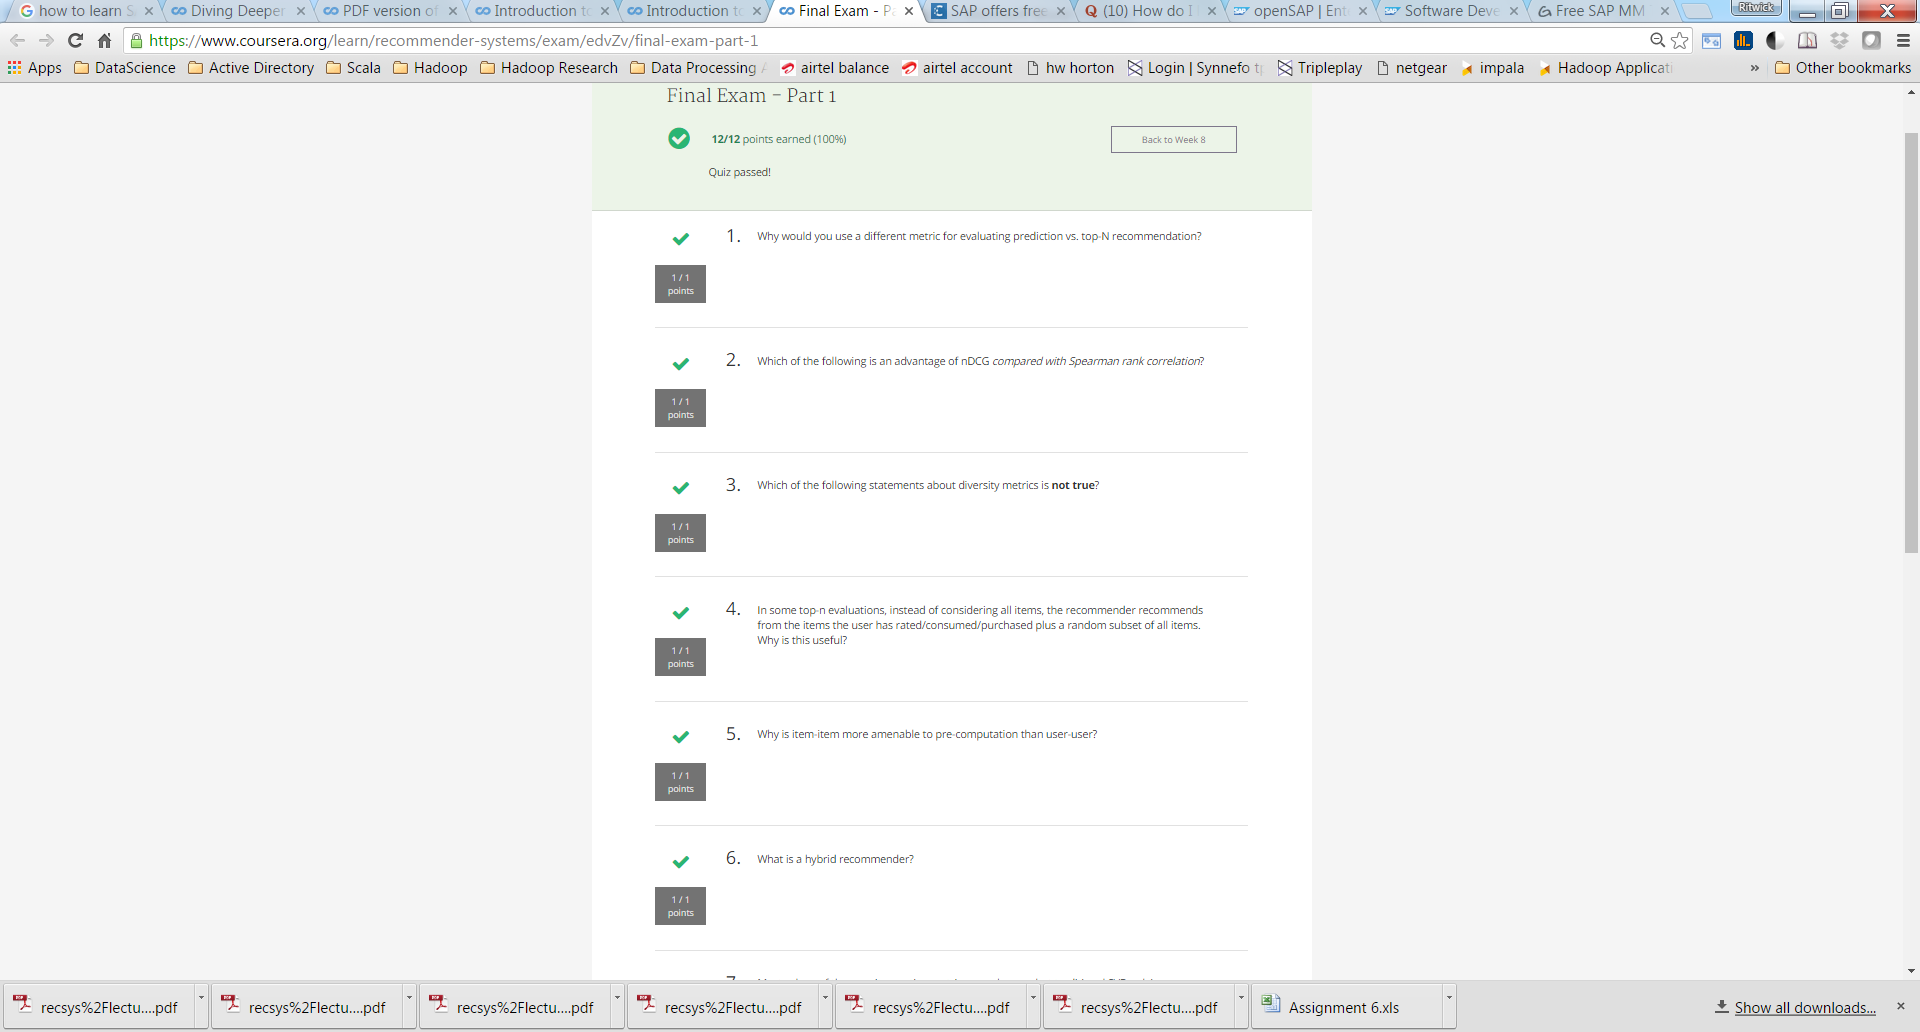 how to learn S
Diving Deeper
PDF version of
Introduction to
Introduction to
Final Exam - Pa
SAP offers free
(10) How do I
openSAP | Ente
Software Deve
Free SAP MM
Ritwick
https://www.coursera.org/learn/recommender-systems/exam/edvZv/final-exam-part-1
Apps DataScience Active Directory Scala Hadoop Hadoop Research Data Processing airtel balance airtel account hw horton Login | Synnefo Tripleplay netgear impala Hadoop Applicati » Other bookmarks
Final Exam - Part 1
12/12 points earned (100%)
Back to Week 8
Quiz passed!
1. Why would you use a different metric for evaluating prediction vs. top-N recommendation?
1 / 1
points
2. Which of the following is an advantage of nDCG compared with Spearman rank correlation?
1 / 1
points
3. Which of the following statements about diversity metrics is not true?
1 / 1
points
4. In some top-n evaluations, instead of considering all items, the recommender recommends
from the items the user has rated/consumed/purchased plus a random subset of all items.
Why is this useful?
1 / 1
points
5. Why is item-item more amenable to pre-computation than user-user?
1 / 1
points
6. What is a hybrid recommender?
1 / 1
points
recsys%2Flectu....pdf
recsys%2Flectu....pdf
recsys%2Flectu....pdf
recsys%2Flectu....pdf
recsys%2Flectu....pdf
recsys%2Flectu....pdf
Assignment 6.xls
Show all downloads...